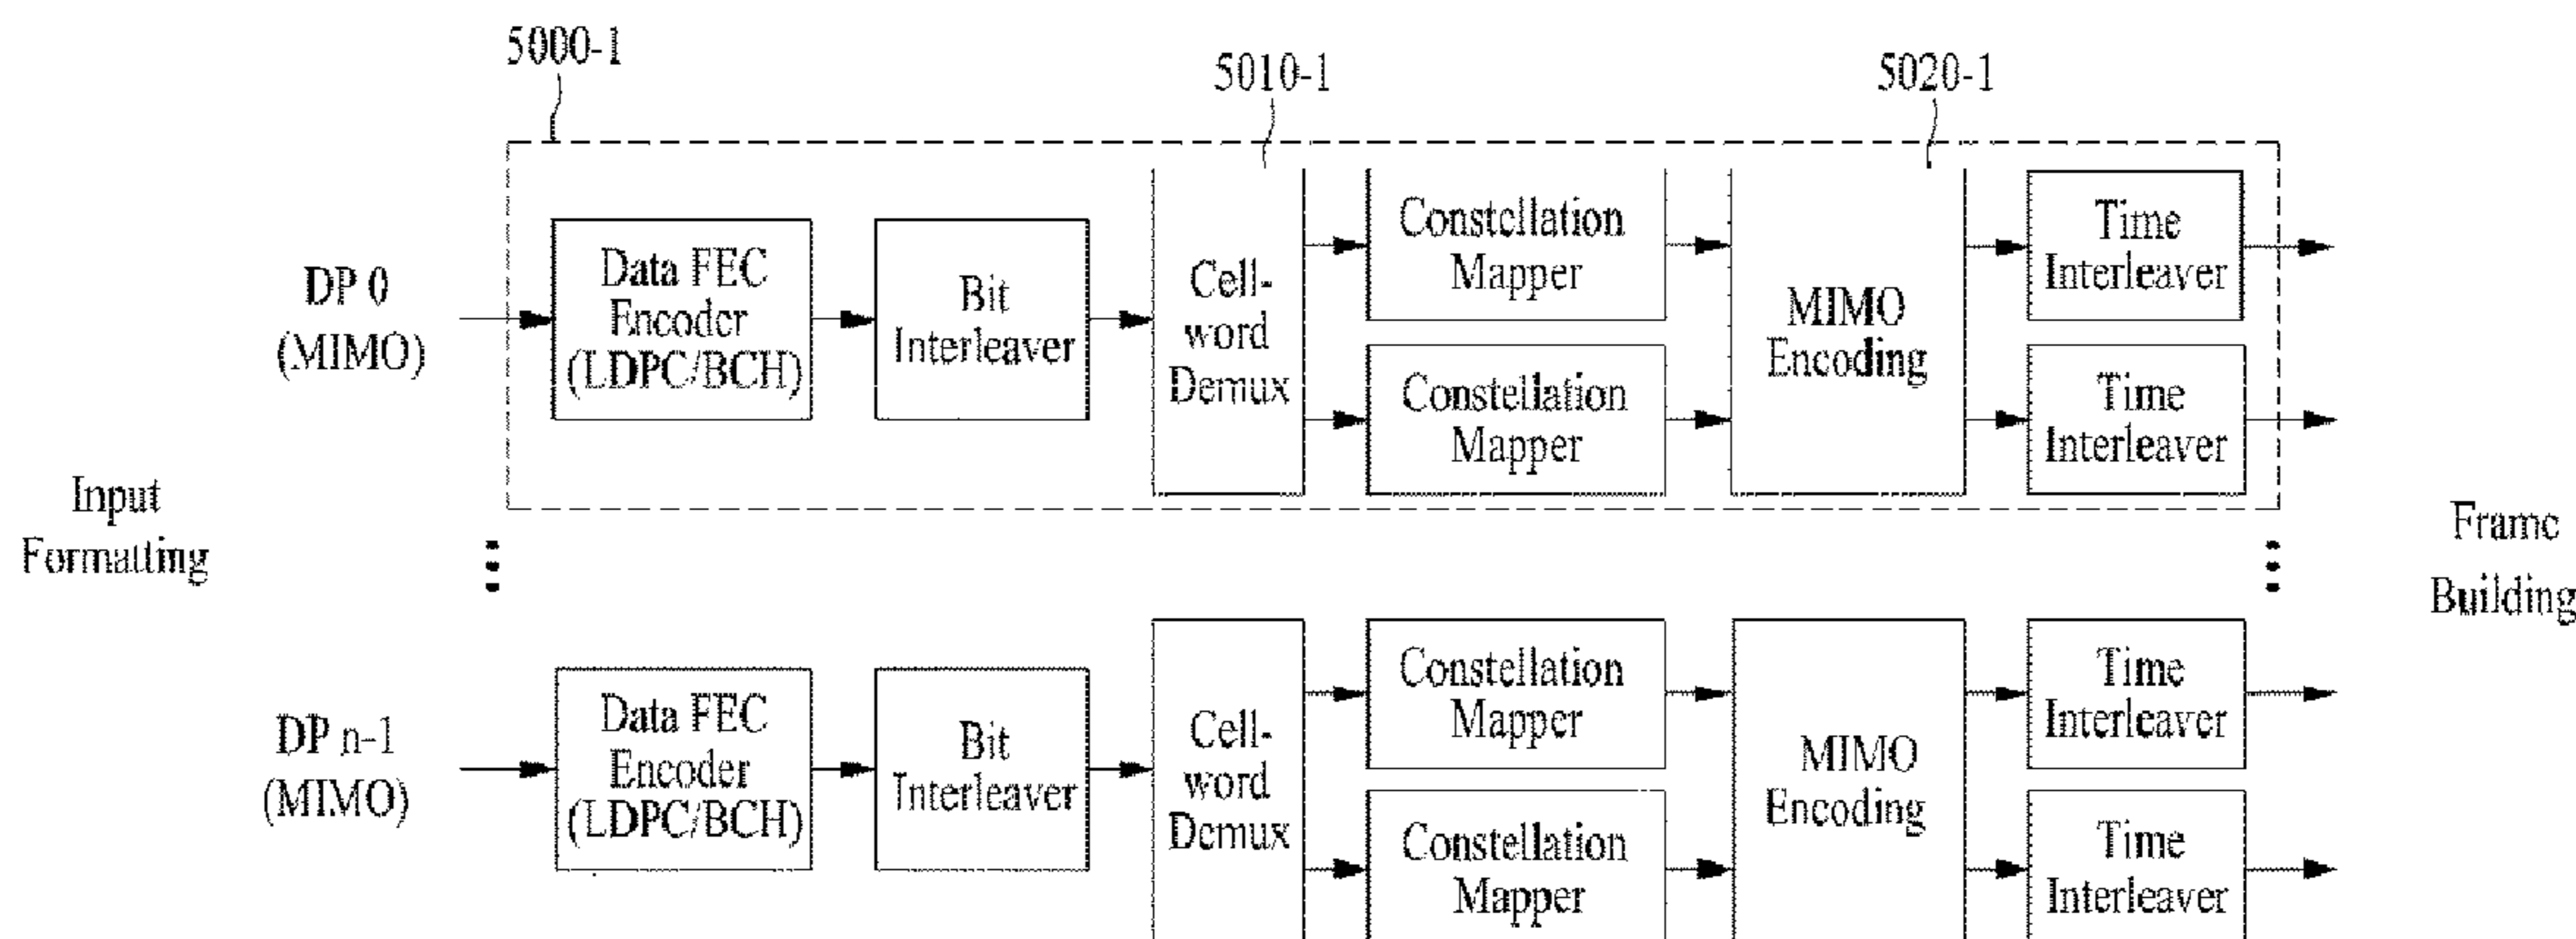 5000-1
5010-1
5020-1
DP 0
(MIMO)
Data FEC
Encoder
(LDPC/BCH)
Bit
Interleaver
Cell-
word
Demux
Constellation
Mapper
Constellation
Mapper
MIMO
Encoding
Time
Interleaver
Time
Interleaver
Input
Formatting
Frame
Building
DP n-1
(MIMO)
Data FEC
Encoder
(LDPC/BCH)
Bit
Interleaver
Cell-
word
Demux
Constellation
Mapper
Constellation
Mapper
MIMO
Encoding
Time
Interleaver
Time
Interleaver